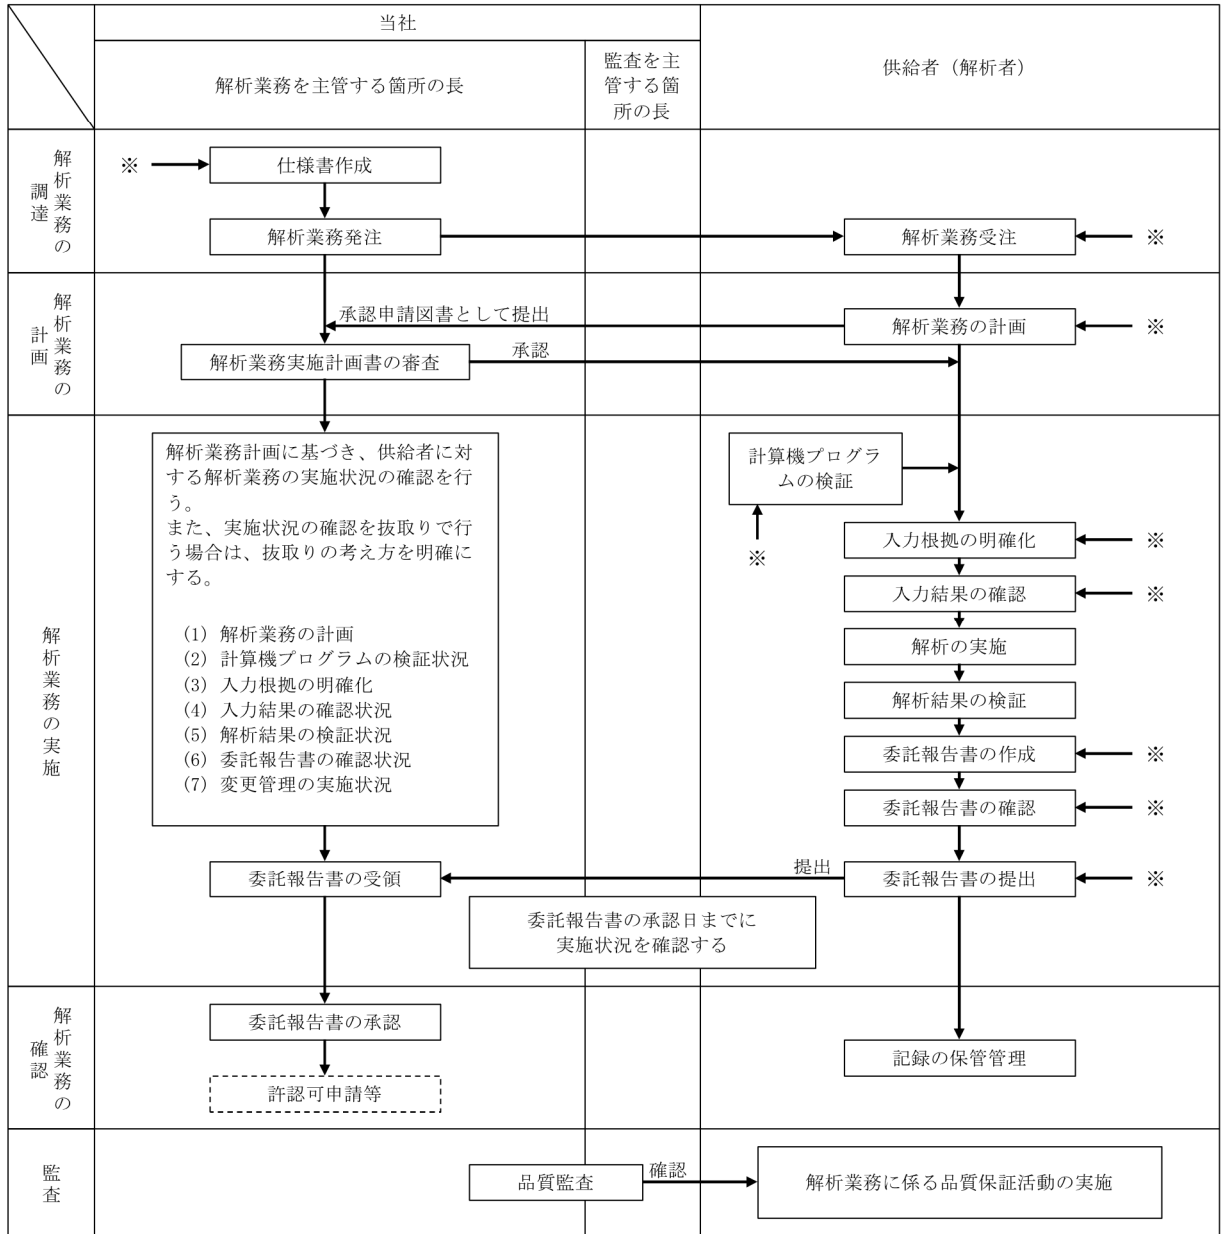 当社
解析業務を主管する箇所の長
監査を主
管する箇
所の長
供給者（解析者）
解析業務の
調達
※
仕様書作成
解析業務発注
解析業務受注
※
解析業務の
計画
承認申請図書として提出
解析業務の計画
※
解析業務実施計画書の審査
承認
解析業務の実施
解析業務計画に基づき、供給者に対
する解析業務の実施状況の確認を行
う。
また、実施状況の確認を抜取りで行
う場合は、抜取りの考え方を明確に
する。
(1) 解析業務の計画
(2) 計算機プログラムの検証状況
(3) 入力根拠の明確化
(4) 入力結果の確認状況
(5) 解析結果の検証状況
(6) 委託報告書の確認状況
(7) 変更管理の実施状況
計算機プログラ
ムの検証
※
入力根拠の明確化
※
入力結果の確認
※
解析の実施
解析結果の検証
委託報告書の作成
※
委託報告書の確認
※
委託報告書の受領
提出
委託報告書の提出
※
委託報告書の承認日までに
実施状況を確認する
解析業務の
確認
委託報告書の承認
記録の保管管理
許認可申請等
監査
品質監査
確認
解析業務に係る品質保証活動の実施